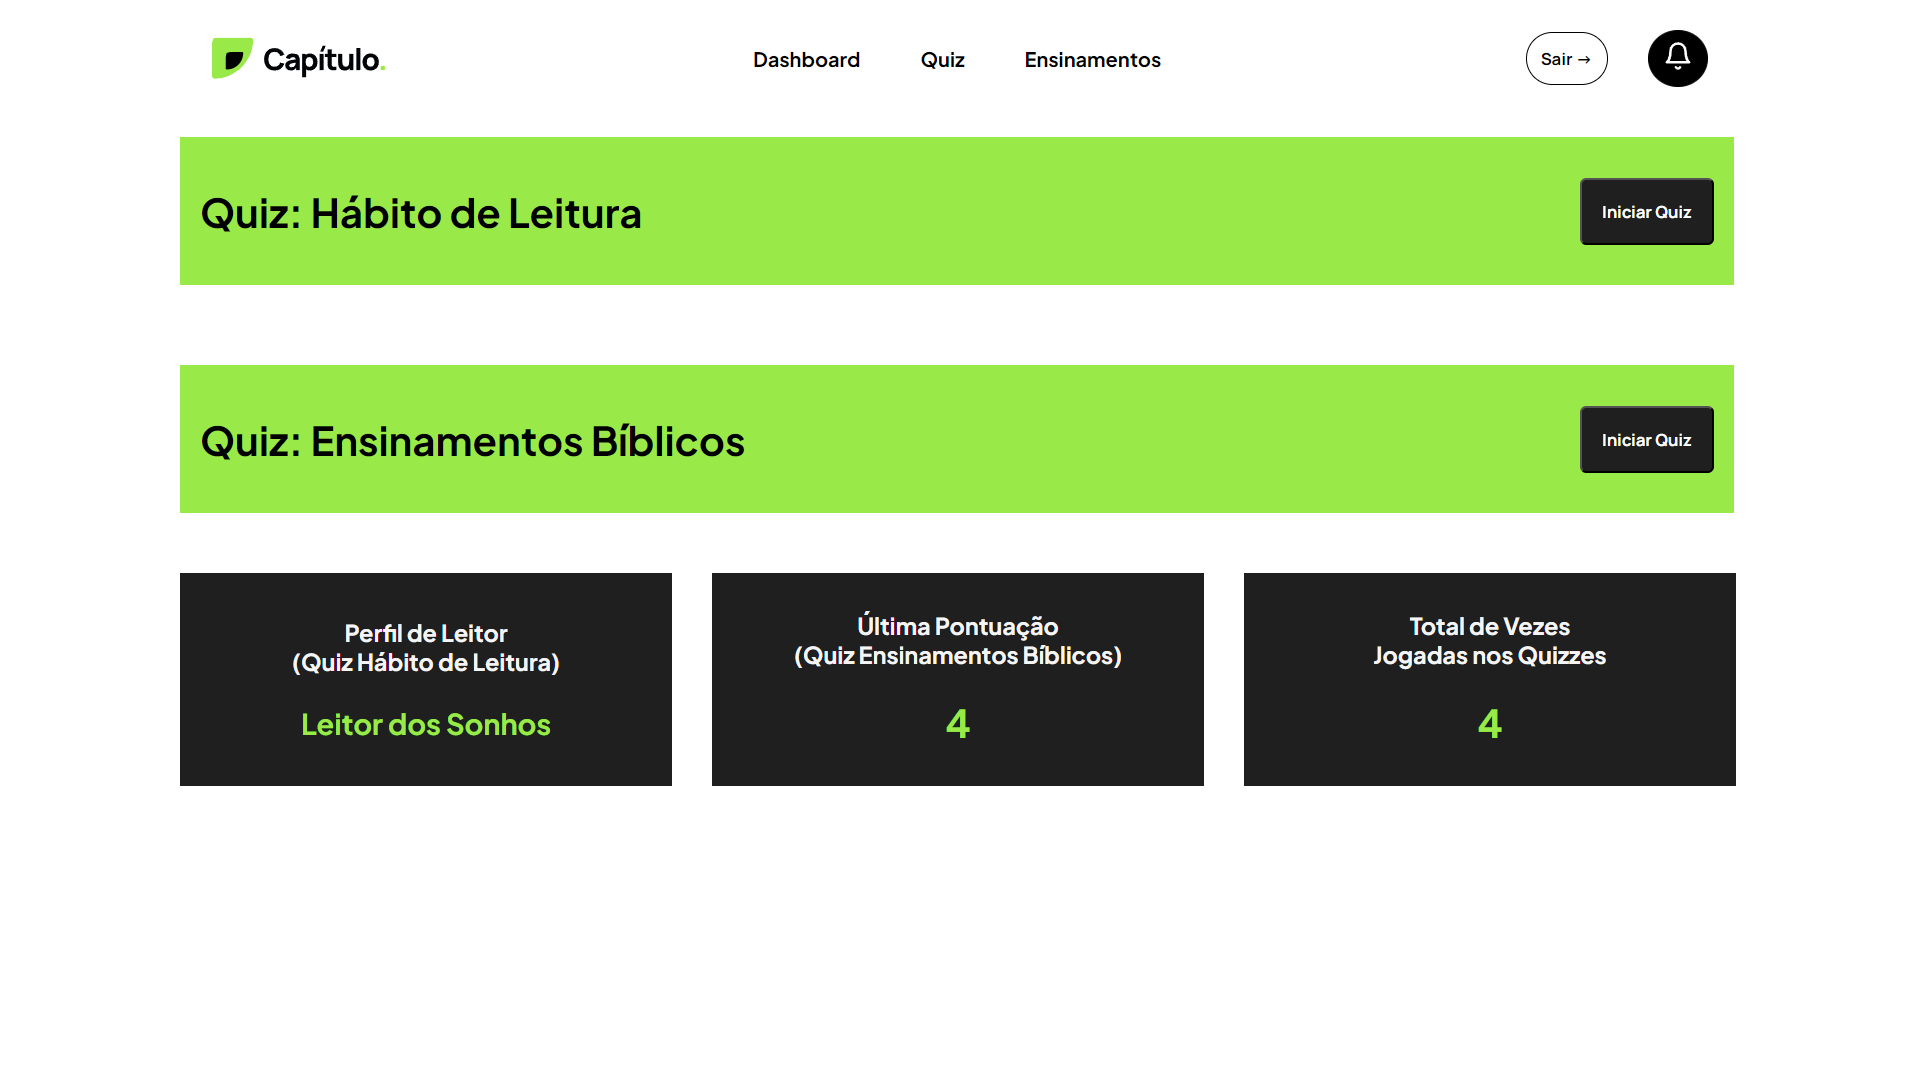 Capítulo.
Dashboard
Quiz
Ensinamentos
Sair →
Quiz: Hábito de Leitura
Iniciar Quiz
Quiz: Ensinamentos Bíblicos
Iniciar Quiz
Perfil de Leitor
(Quiz Hábito de Leitura)
Leitor dos Sonhos
Última Pontuação
(Quiz Ensinamentos Bíblicos)
4
Total de Vezes
Jogadas nos Quizzes
4